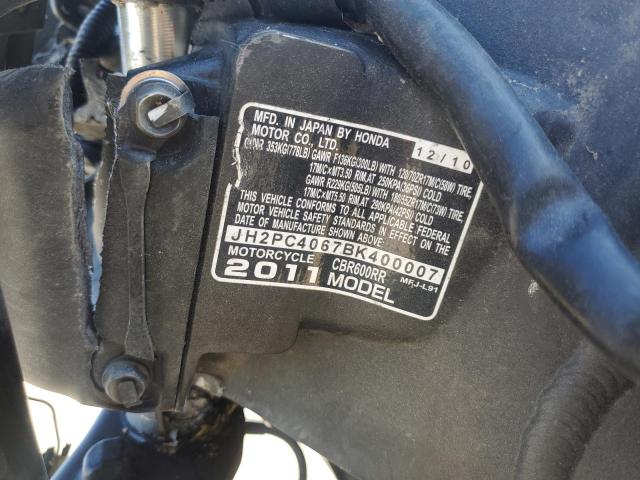 MFD. IN JAPAN BY HONDA 12/10
MOTOR CO., LTD.
GVWR 353KG(778LB) GAWR F136KG(300LB) WITH 120/70ZR17M/C(58W) TIRE,
17M/C×MT3.50 RIM,AT 250KPA(36PSI) COLD
GAWR R229KG(505LB) WITH 180/55ZR17M/C(73W) TIRE,
17M/C×MT5.50 RIM,AT 290KPA(42PSI) COLD
THIS VEHICLE CONFORMS TO ALL APPLICABLE FEDERAL
MOTOR VEHICLE SAFETY STANDARDS IN EFFECT ON THE
DATE OF MANUFACTURE SHOWN ABOVE.
JH2PC4067BK400007
MOTORCYCLE CBR600RR MFJ-L91
2011 MODEL